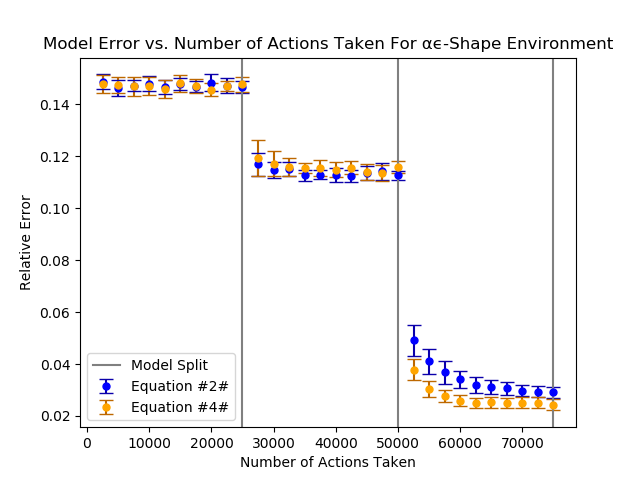 Model Error vs. Number of Actions Taken For αϵ-Shape Environment
Relative Error
0.14
0.12
0.10
0.08
0.06
0.04
0.02
Model Split
Equation #2#
Equation #4#
0
10000
20000
30000
40000
50000
60000
70000
Number of Actions Taken